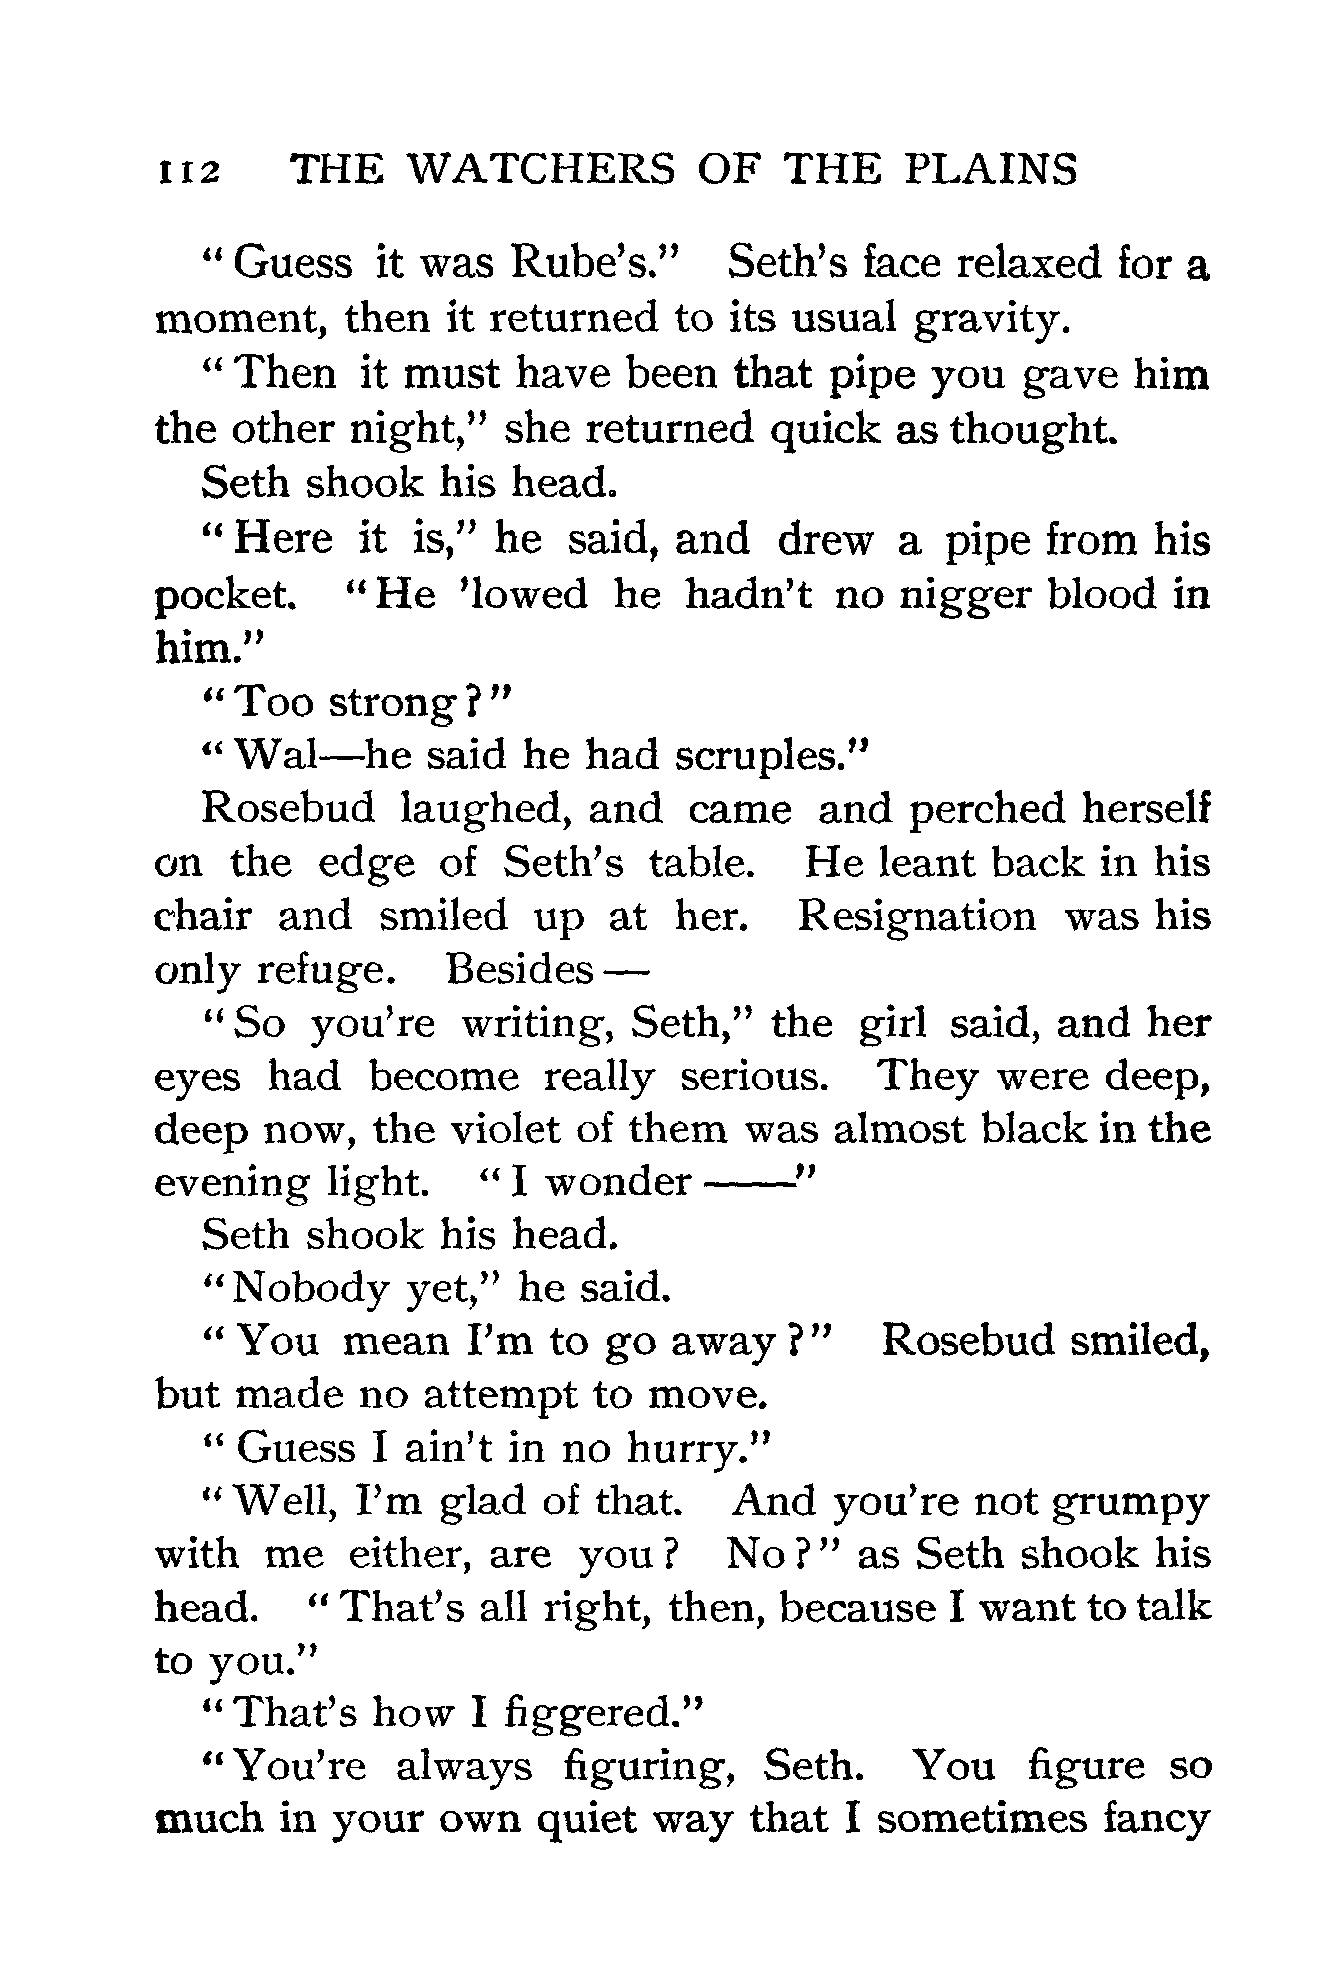 112 THE WATCHERS OF THE PLAINS
“Guess it was Rube’s.” Seth’s face relaxed for a
moment, then it returned to its usual gravity.
“Then it must have been that pipe you gave him
the other night,” she returned quick as thought.
Seth shook his head.
“Here it is,” he said, and drew a pipe from his
pocket. “He ’lowed he hadn’t no nigger blood in
him.”
“Too strong?”
“Wal—he said he had scruples.”
Rosebud laughed, and came and perched herself
on the edge of Seth’s table. He leant back in his
chair and smiled up at her. Resignation was his
only refuge. Besides—
“So you’re writing, Seth,” the girl said, and her
eyes had become really serious. They were deep,
deep now, the violet of them was almost black in the
evening light. “I wonder ——”
Seth shook his head.
“Nobody yet,” he said.
“You mean I’m to go away?” Rosebud smiled,
but made no attempt to move.
“Guess I ain’t in no hurry.”
“Well, I’m glad of that. And you’re not grumpy
with me either, are you? No?” as Seth shook his
head. “That’s all right, then, because I want to talk
to you.”
“That’s how I figgered.”
“You’re always figuring, Seth. You figure so
much in your own quiet way that I sometimes fancy